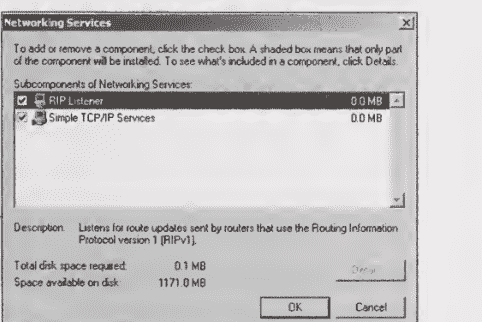 Networking Services
To add or remove a component, click the check box. A shaded box means that only part
of the component will be installed. To see what's included in a component, click Details.
Subcomponents of Networking Services:
RIP Listener 0.0 MB
Simple TCP/IP Services 0.0 MB
Description: Listens for route updates sent by routers that use the Routing Information
Protocol version 1 (RIPv1).
Total disk space required: 0.1 MB
Space available on disk: 1171.0 MB
OK Cancel